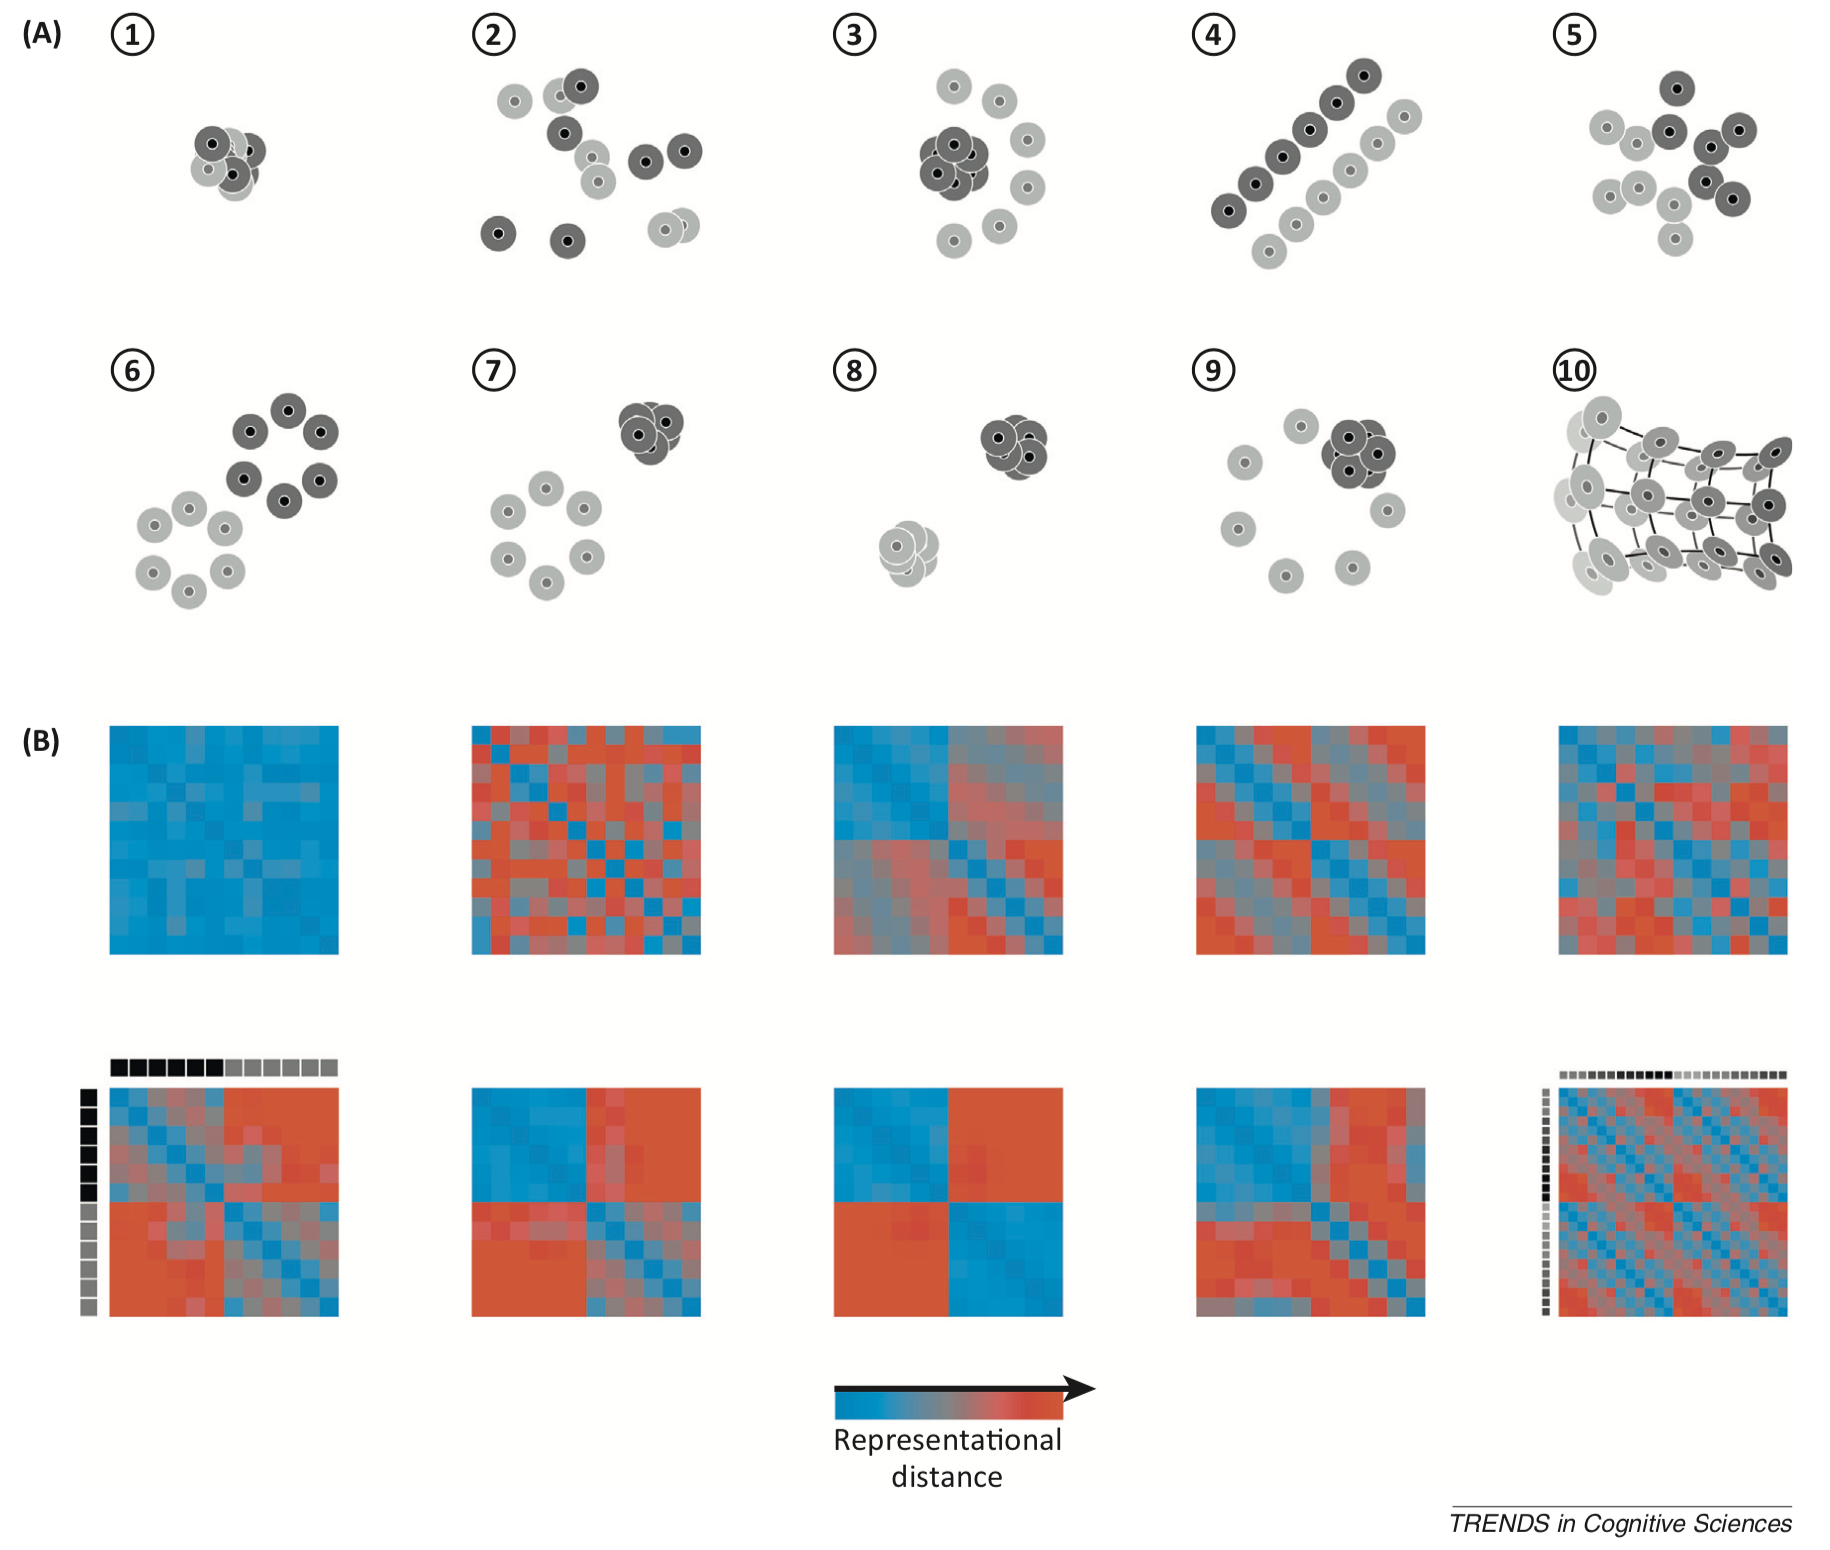 (A) ① ② ③ ④ ⑤
⑥ ⑦ ⑧ ⑨ ⑩
(B)
Representational
distance
TRENDS in Cognitive Sciences